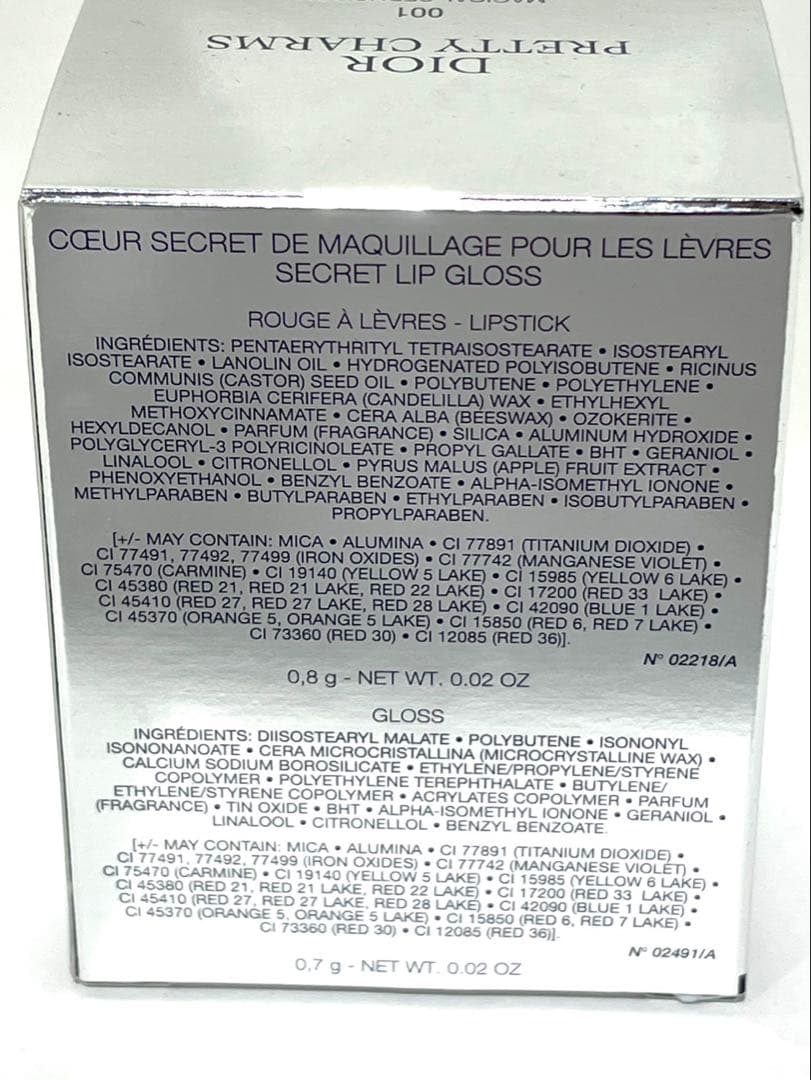 001
PRETTY CHARMS
DIOR
CŒUR SECRET DE MAQUILLAGE POUR LES LÈVRES
SECRET LIP GLOSS
ROUGE À LÈVRES - LIPSTICK
INGRÉDIENTS: PENTAERYTHRITYL TETRAISOSTEARATE • ISOSTEARYL
ISOSTEARATE • LANOLIN OIL • HYDROGENATED POLYISOBUTENE • RICINUS
COMMUNIS (CASTOR) SEED OIL • POLYBUTENE • POLYETHYLENE •
EUPHORBIA CERIFERA (CANDELILLA) WAX • ETHYLHEXYL
METHOXYCINNAMATE • CERA ALBA (BEESWAX) • OZOKERITE •
HEXYLDECANOL • PARFUM (FRAGRANCE) • SILICA • ALUMINUM HYDROXIDE •
POLYGLYCERYL-3 POLYRICINOLEATE • PROPYL GALLATE • BHT • GERANIOL •
LINALOOL • CITRONELLOL • PYRUS MALUS (APPLE) FRUIT EXTRACT •
PHENOXYETHANOL • BENZYL BENZOATE • ALPHA-ISOMETHYL IONONE •
METHYLPARABEN • BUTYLPARABEN • ETHYLPARABEN • ISOBUTYLPARABEN •
PROPYLPARABEN.
[+/- MAY CONTAIN: MICA • ALUMINA • CI 77891 (TITANIUM DIOXIDE) •
CI 77491, 77492, 77499 (IRON OXIDES) • CI 77742 (MANGANESE VIOLET) •
CI 75470 (CARMINE) • CI 19140 (YELLOW 5 LAKE) • CI 15985 (YELLOW 6 LAKE) •
CI 45380 (RED 21, RED 21 LAKE, RED 22 LAKE) • CI 17200 (RED 33 LAKE) •
CI 45410 (RED 27, RED 27 LAKE, RED 28 LAKE) • CI 42090 (BLUE 1 LAKE) •
CI 45370 (ORANGE 5, ORANGE 5 LAKE) • CI 15850 (RED 6, RED 7 LAKE) •
CI 73360 (RED 30) • CI 12085 (RED 36)].
N° 02218/A
0,8 g - NET WT. 0.02 OZ
GLOSS
INGRÉDIENTS: DIISOSTEARYL MALATE • POLYBUTENE • ISONONYL
ISONONANOATE • CERA MICROCRISTALLINA (MICROCRYSTALLINE WAX) •
CALCIUM SODIUM BOROSILICATE • ETHYLENE/PROPYLENE/STYRENE
COPOLYMER • POLYETHYLENE TEREPHTHALATE • BUTYLENE/
ETHYLENE/STYRENE COPOLYMER • ACRYLATES COPOLYMER • PARFUM
(FRAGRANCE) • TIN OXIDE • BHT • ALPHA-ISOMETHYL IONONE • GERANIOL •
LINALOOL • CITRONELLOL • BENZYL BENZOATE.
[+/- MAY CONTAIN: MICA • ALUMINA • CI 77891 (TITANIUM DIOXIDE) •
CI 77491, 77492, 77499 (IRON OXIDES) • CI 77742 (MANGANESE VIOLET) •
CI 75470 (CARMINE) • CI 19140 (YELLOW 5 LAKE) • CI 15985 (YELLOW 6 LAKE) •
CI 45380 (RED 21, RED 21 LAKE, RED 22 LAKE) • CI 17200 (RED 33 LAKE) •
CI 45410 (RED 27, RED 27 LAKE, RED 28 LAKE) • CI 42090 (BLUE 1 LAKE) •
CI 45370 (ORANGE 5, ORANGE 5 LAKE) • CI 15850 (RED 6, RED 7 LAKE) •
CI 73360 (RED 30) • CI 12085 (RED 36)].
N° 02491/A
0,7 g - NET WT. 0.02 OZ